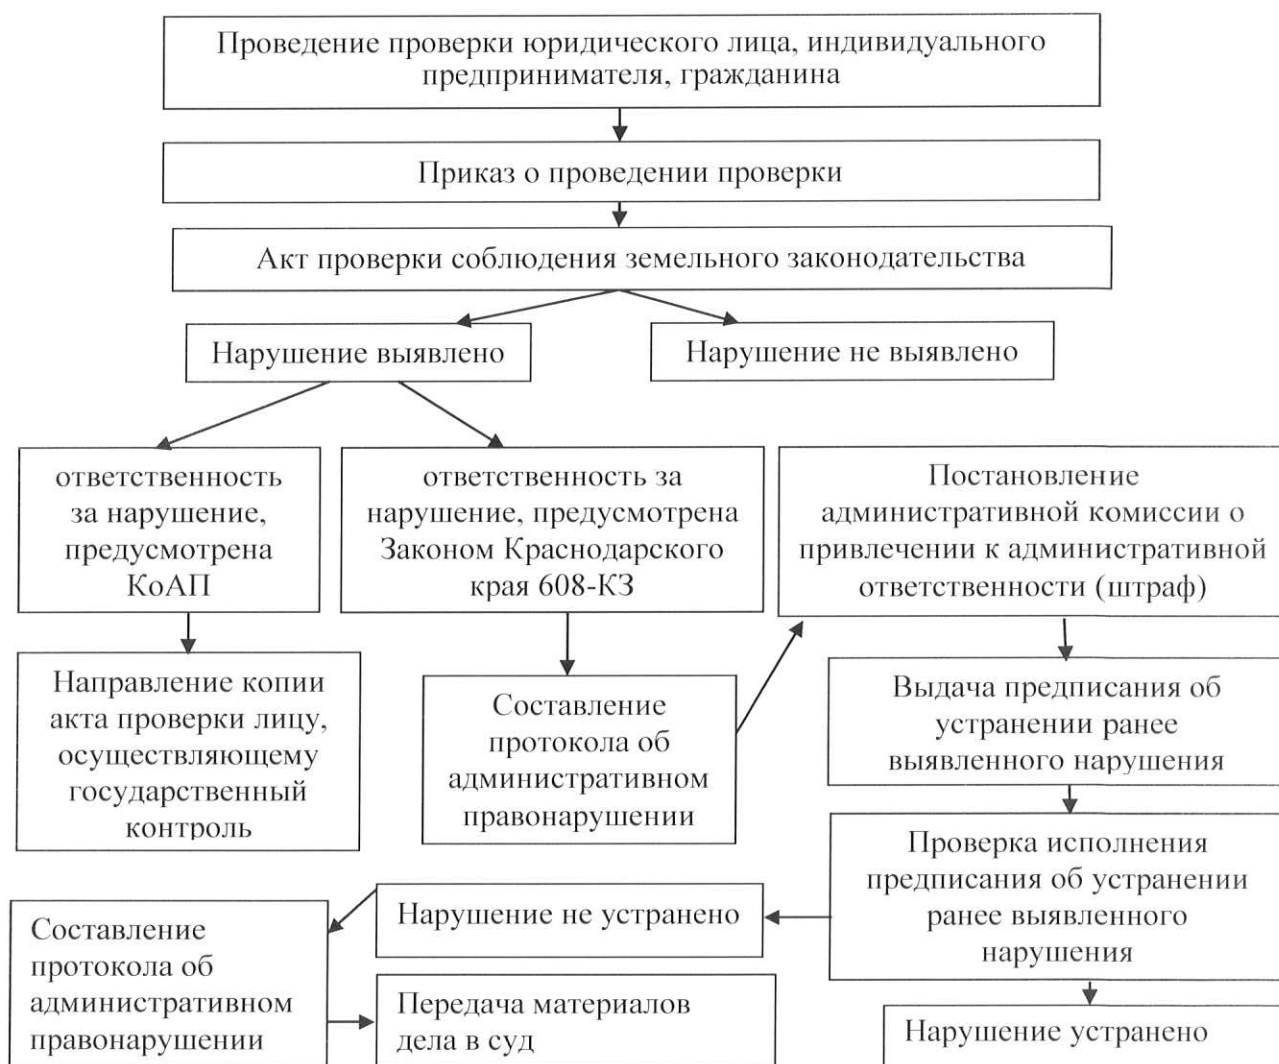 Проведение проверки юридического лица, индивидуального
предпринимателя, гражданина
Приказ о проведении проверки
Акт проверки соблюдения земельного законодательства
Нарушение выявлено
Нарушение не выявлено
ответственность
за нарушение,
предусмотрена
КоАП
ответственность за
нарушение, предусмотрена
Законом Краснодарского
края 608-КЗ
Постановление
административной комиссии о
привлечении к административной
ответственности (штраф)
Направление копии
акта проверки лицу,
осуществляющему
государственный
контроль
Составление
протокола об
административном
правонарушении
Выдача предписания об
устранении ранее
выявленного нарушения
Проверка исполнения
предписания об устранении
ранее выявленного
нарушения
Нарушение не устранено
Составление
протокола об
административном
правонарушении
Передача материалов
дела в суд
Нарушение устранено